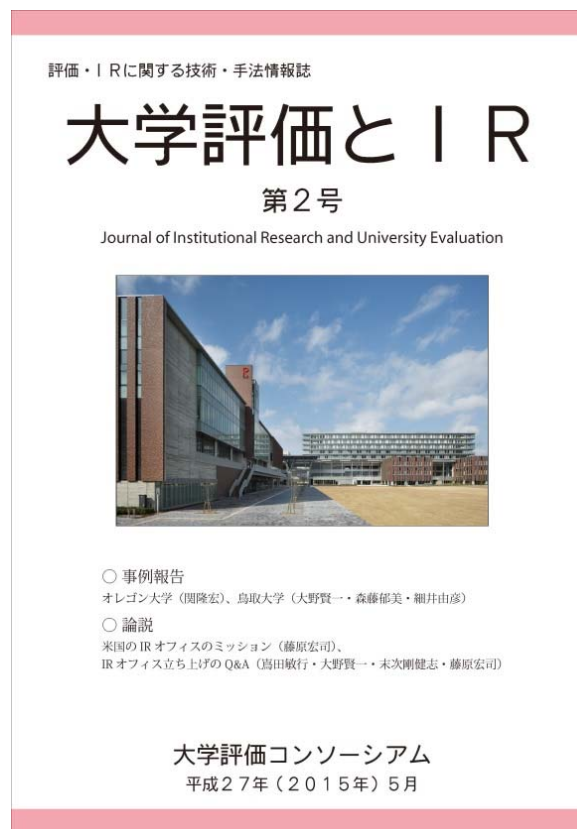 評価・ＩＲに関する技術・手法情報誌
大学評価とＩＲ
第２号
Journal of Institutional Research and University Evaluation
○ 事例報告
オレゴン大学（関隆宏）、鳥取大学（大野賢一・森藤郁美・細井由彦）
○ 論説
米国の IR オフィスのミッション（藤原宏司）、
IR オフィス立ち上げの Q&A（嶌田敏行・大野賢一・末次剛健志・藤原宏司）
大学評価コンソーシアム
平成２７年（２０１５年）５月